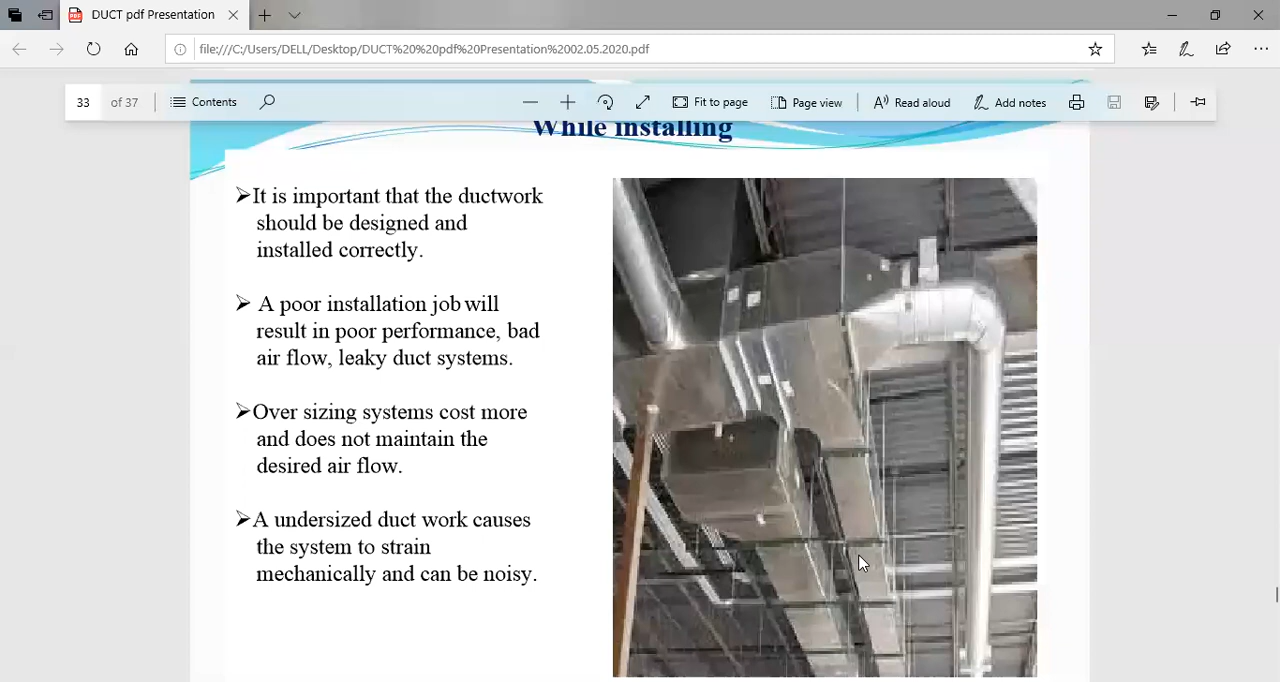 DUCT pdf Presentation
file:///C:/Users/DELL/Desktop/DUCT%20%20pdf%20Presentation%2002.05.2020.pdf
33 of 37 Contents Fit to page Page view Read aloud Add notes
While installing
➢It is important that the ductwork
should be designed and
installed correctly.
➢ A poor installation job will
result in poor performance, bad
air flow, leaky duct systems.
➢Over sizing systems cost more
and does not maintain the
desired air flow.
➢A undersized duct work causes
the system to strain
mechanically and can be noisy.